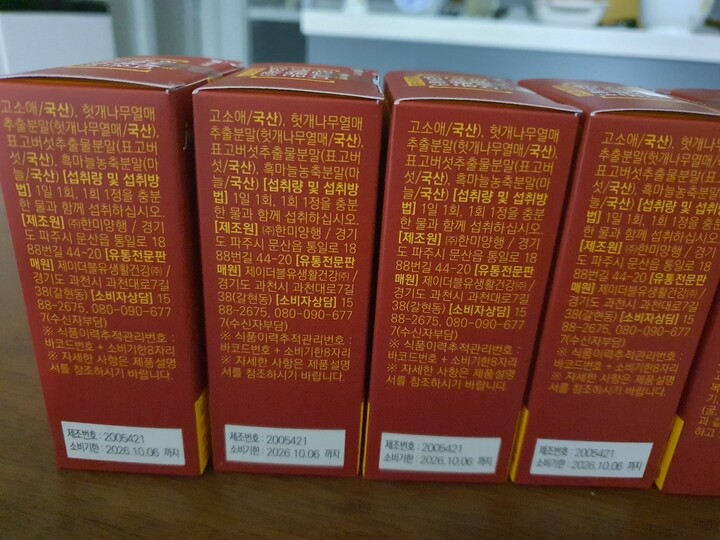 고소애/국산), 헛개나무열매
추출분말(헛개나무열매/국산),
표고버섯추출물분말(표고버
섯/국산), 흑마늘농축분말(마
늘/국산) [섭취량 및 섭취방
법] 1일 1회, 1회 1정을 충분
한 물과 함께 섭취하십시오.
[제조원] ㈜한미양행 / 경기
도 파주시 문산읍 통일로 18
88번길 44-20 [유통전문판
매원] 제이더블유생활건강㈜ /
경기도 과천시 과천대로7길
38(갈현동) [소비자상담] 15
88-2675, 080-090-677
7(수신자부담)
※ 식품이력추적관리번호 :
바코드번호 + 소비기한8자리
※ 자세한 사항은 제품설명
서를 참조하시기 바랍니다.
제조번호 : 2005421
소비기한 : 2026.10.06 까지
고소애/국산), 헛개나무열매
추출분말(헛개나무열매/국산),
표고버섯추출물분말(표고버
섯/국산), 흑마늘농축분말(마
늘/국산) [섭취량 및 섭취방
법] 1일 1회, 1회 1정을 충분
한 물과 함께 섭취하십시오.
[제조원] ㈜한미양행 / 경기
도 파주시 문산읍 통일로 18
88번길 44-20 [유통전문판
매원] 제이더블유생활건강㈜ /
경기도 과천시 과천대로7길
38(갈현동) [소비자상담] 15
88-2675, 080-090-677
7(수신자부담)
※ 식품이력추적관리번호 :
바코드번호 + 소비기한8자리
※ 자세한 사항은 제품설명
서를 참조하시기 바랍니다.
제조번호 : 2005421
소비기한 : 2026.10.06 까지
고소애/국산), 헛개나무열매
추출분말(헛개나무열매/국산),
표고버섯추출물분말(표고버
섯/국산), 흑마늘농축분말(마
늘/국산) [섭취량 및 섭취방
법] 1일 1회, 1회 1정을 충분
한 물과 함께 섭취하십시오.
[제조원] ㈜한미양행 / 경기
도 파주시 문산읍 통일로 18
88번길 44-20 [유통전문판
매원] 제이더블유생활건강㈜ /
경기도 과천시 과천대로7길
38(갈현동) [소비자상담] 15
88-2675, 080-090-677
7(수신자부담)
※ 식품이력추적관리번호 :
바코드번호 + 소비기한8자리
※ 자세한 사항은 제품설명
서를 참조하시기 바랍니다.
제조번호 : 2005421
소비기한 : 2026.10.06 까지
고소애/국산), 헛개나무열매
추출분말(헛개나무열매/국산),
표고버섯추출물분말(표고버
섯/국산), 흑마늘농축분말(마
늘/국산) [섭취량 및 섭취방
법] 1일 1회, 1회 1정을 충분
한 물과 함께 섭취하십시오.
[제조원] ㈜한미양행 / 경기
도 파주시 문산읍 통일로 18
88번길 44-20 [유통전문판
매원] 제이더블유생활건강㈜ /
경기도 과천시 과천대로7길
38(갈현동) [소비자상담] 15
88-2675, 080-090-677
7(수신자부담)
※ 식품이력추적관리번호 :
바코드번호 + 소비기한8자리
※ 자세한 사항은 제품설명
서를 참조하시기 바랍니다.
제조번호 : 2005421
소비기한 : 2026.10.06 까지
하고